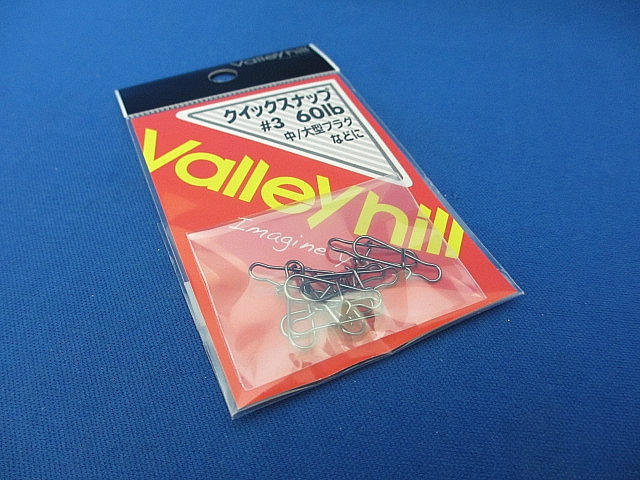 Valleyhill
クイックスナップ
#3 60lb
中/大型プラグ
などに
Valleyhill
Imagine